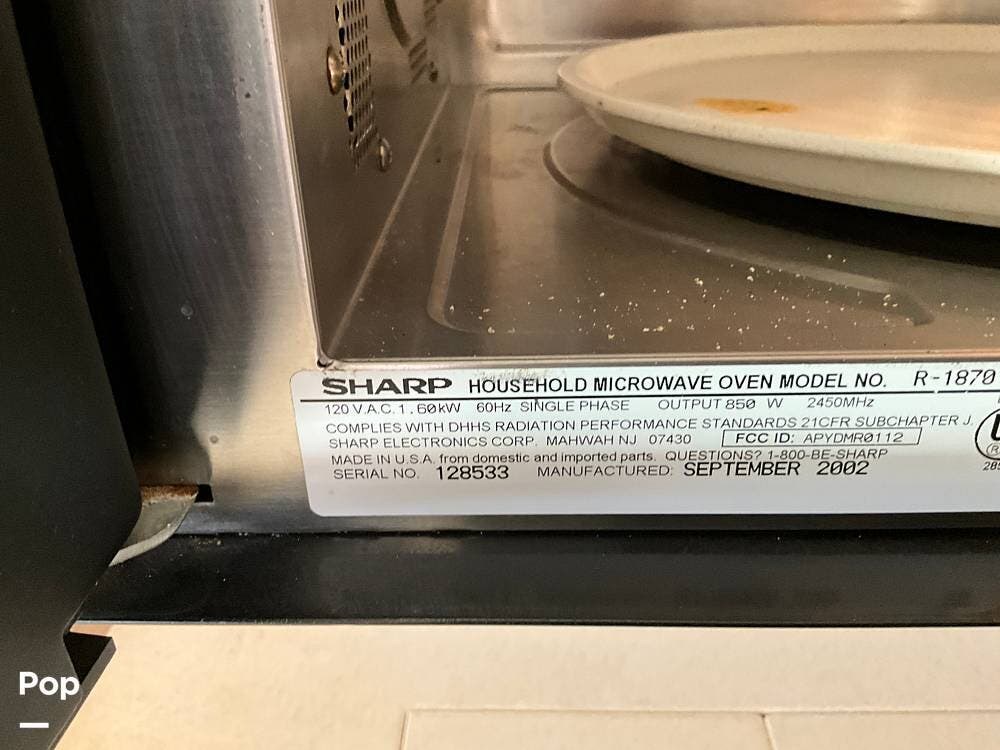 SHARP HOUSEHOLD MICROWAVE OVEN MODEL NO. R-1870
120 V.A.C. 1.60kW 60Hz SINGLE PHASE OUTPUT 850 W 2450MHz
COMPLIES WITH DHHS RADIATION PERFORMANCE STANDARDS 21CFR SUBCHAPTER J.
SHARP ELECTRONICS CORP. MAHWAH NJ 07430 FCC ID: APYDMR0112
MADE IN U.S.A. from domestic and imported parts. QUESTIONS? 1-800-BE-SHARP
SERIAL NO. 128533 MANUFACTURED: SEPTEMBER 2002
Pop